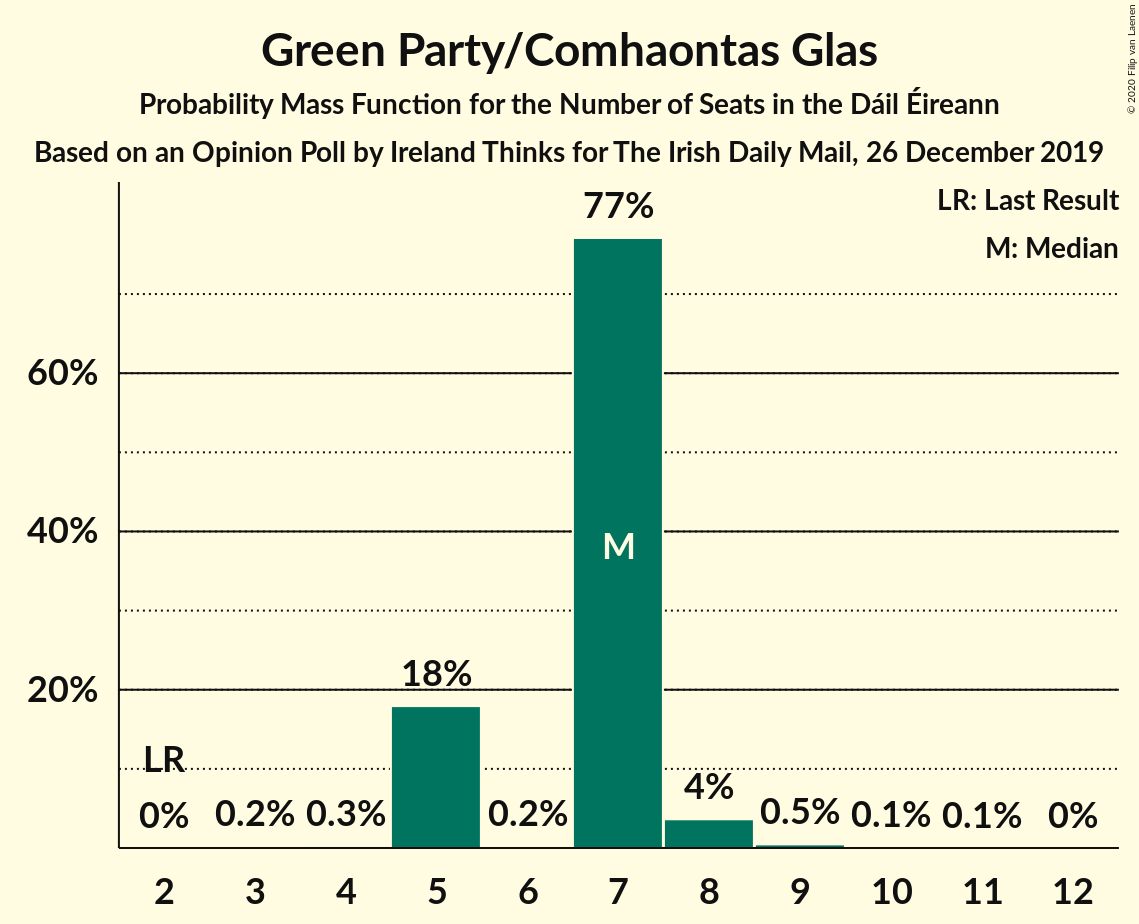 Green Party/Comhaontas Glas
Probability Mass Function for the Number of Seats in the Dáil Éireann
Based on an Opinion Poll by Ireland Thinks for The Irish Daily Mail, 26 December 2019
© 2020 Filip van Laenen
LR: Last Result
M: Median
77%
60%
40%
M
20%
18%
LR
0% 0.2% 0.3% 0.2% 4% 0.5% 0.1% 0.1% 0%
2 3 4 5 6 7 8 9 10 11 12